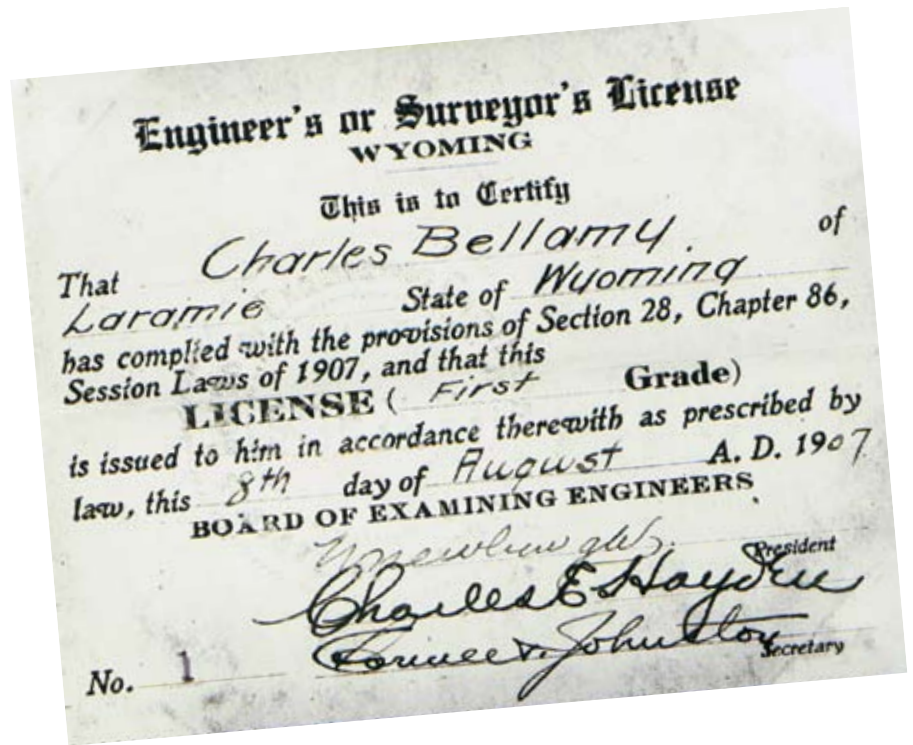 Engineer's or Surveyor's License
WYOMING
This is to Certify
That Charles Bellamy. of
Laramie State of Wyoming
has complied with the provisions of Section 28, Chapter 86,
Session Laws of 1907, and that this
LICENSE ( First Grade)
is issued to him in accordance therewith as prescribed by
law, this 8th day of August A. D. 1907
BOARD OF EXAMINING ENGINEERS
President
Charles E Hayden
Johnston
Secretary
No. 1